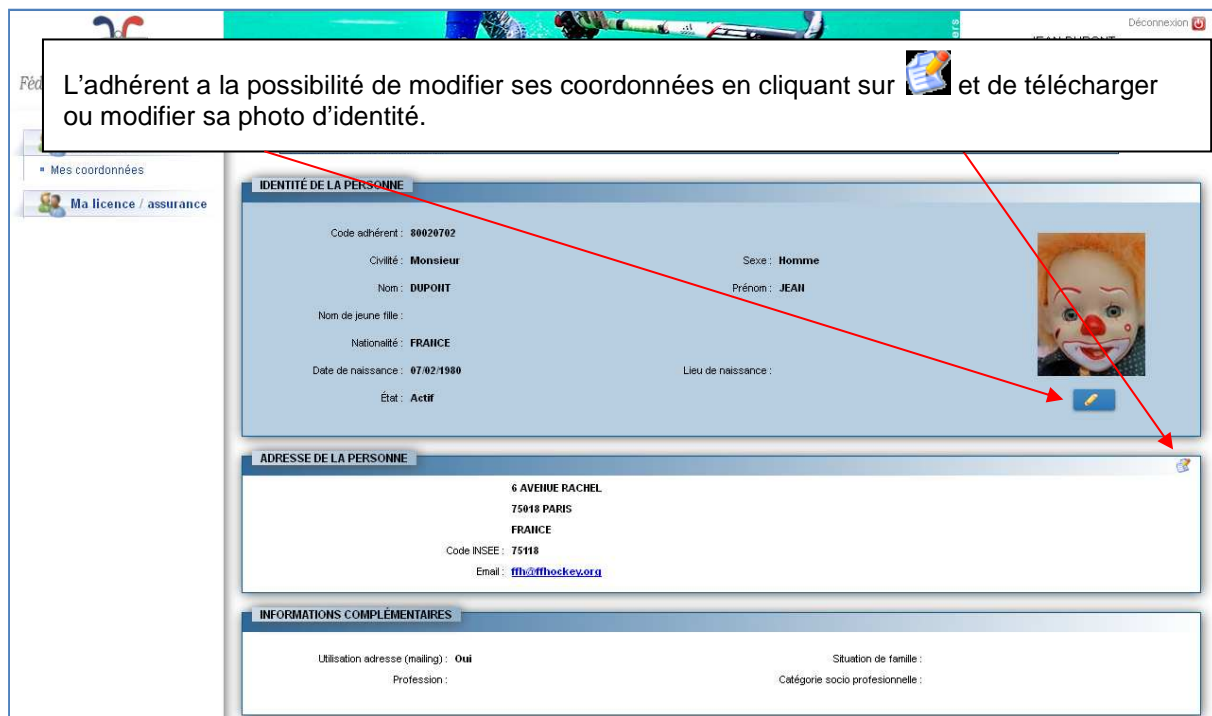 Déconnexion
L'adhérent a la possibilité de modifier ses coordonnées en cliquant sur et de télécharger
ou modifier sa photo d'identité.
Mes coordonnées
Ma licence / assurance
IDENTITÉ DE LA PERSONNE
Code adhérent : 80020702
Civilité : Monsieur Sexe : Homme
Nom : DUPONT Prénom : JEAN
Nom de jeune fille :
Nationalité : FRANCE
Date de naissance : 07/02/1980 Lieu de naissance :
État : Actif
ADRESSE DE LA PERSONNE
6 AVENUE RACHEL
75018 PARIS
FRANCE
Code INSEE : 75118
Email : ffh@ffhockey.org
INFORMATIONS COMPLÉMENTAIRES
Utilisation adresse (mailing) : Oui Situation de famille :
Profession : Catégorie socio profesionnelle :